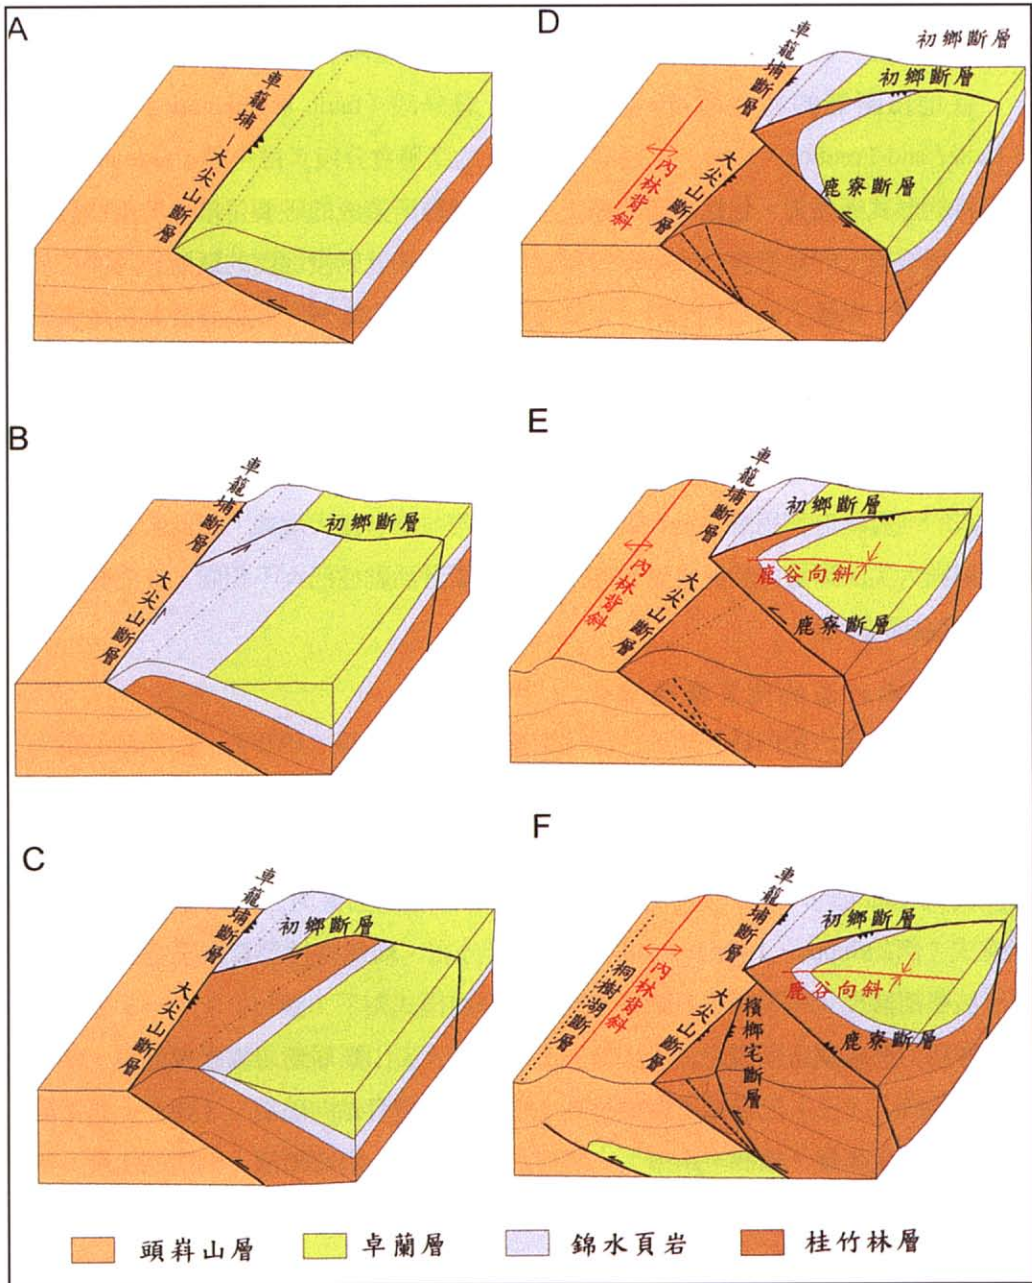 A
車籠埔－大尖山斷層
B
車籠埔斷層
初鄉斷層
大尖山斷層
C
車籠埔斷層
初鄉斷層
大尖山斷層
D
初鄉斷層
車籠埔斷層
初鄉斷層
內林背斜
大尖山斷層
鹿寮斷層
E
車籠埔斷層
初鄉斷層
內林背斜
大尖山斷層
鹿谷向斜
鹿寮斷層
F
車籠埔斷層
初鄉斷層
桐樹湖斷層
內林背斜
大尖山斷層
檳榔宅斷層
鹿谷向斜
鹿寮斷層
頭嵙山層
卓蘭層
錦水頁岩
桂竹林層